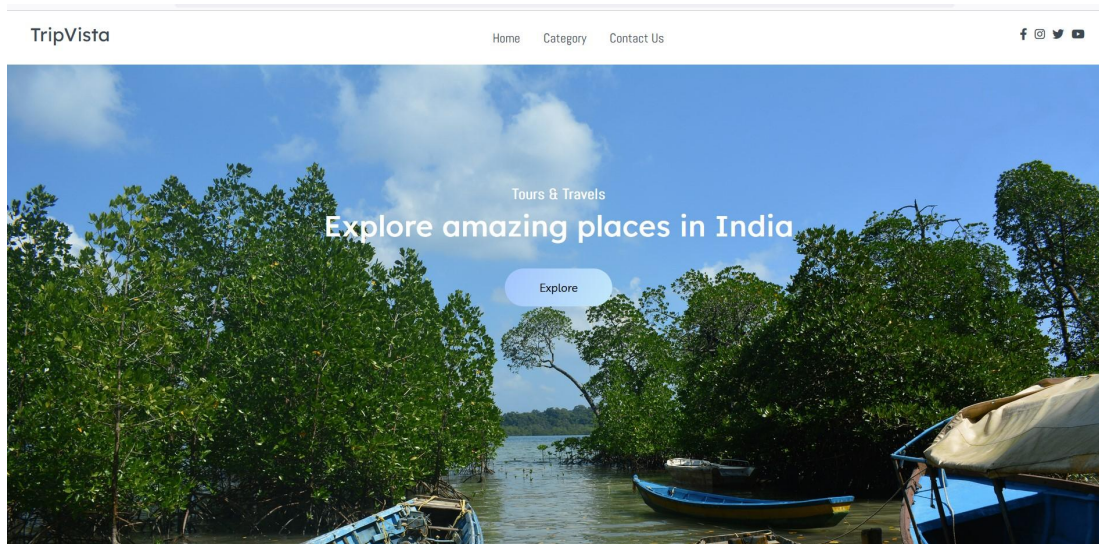 TripVista
Home Category Contact Us
Tours & Travels
Explore amazing places in India
Explore